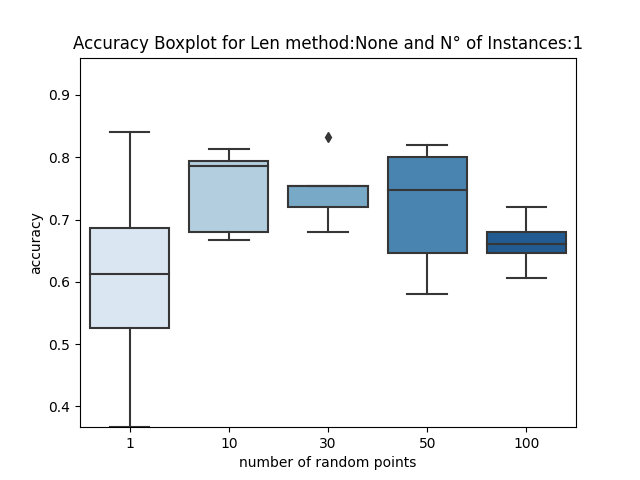 Accuracy Boxplot for Len method:None and N° of Instances:1
0.9
0.8
0.7
0.6
0.5
0.4
accuracy
1 10 30 50 100
number of random points